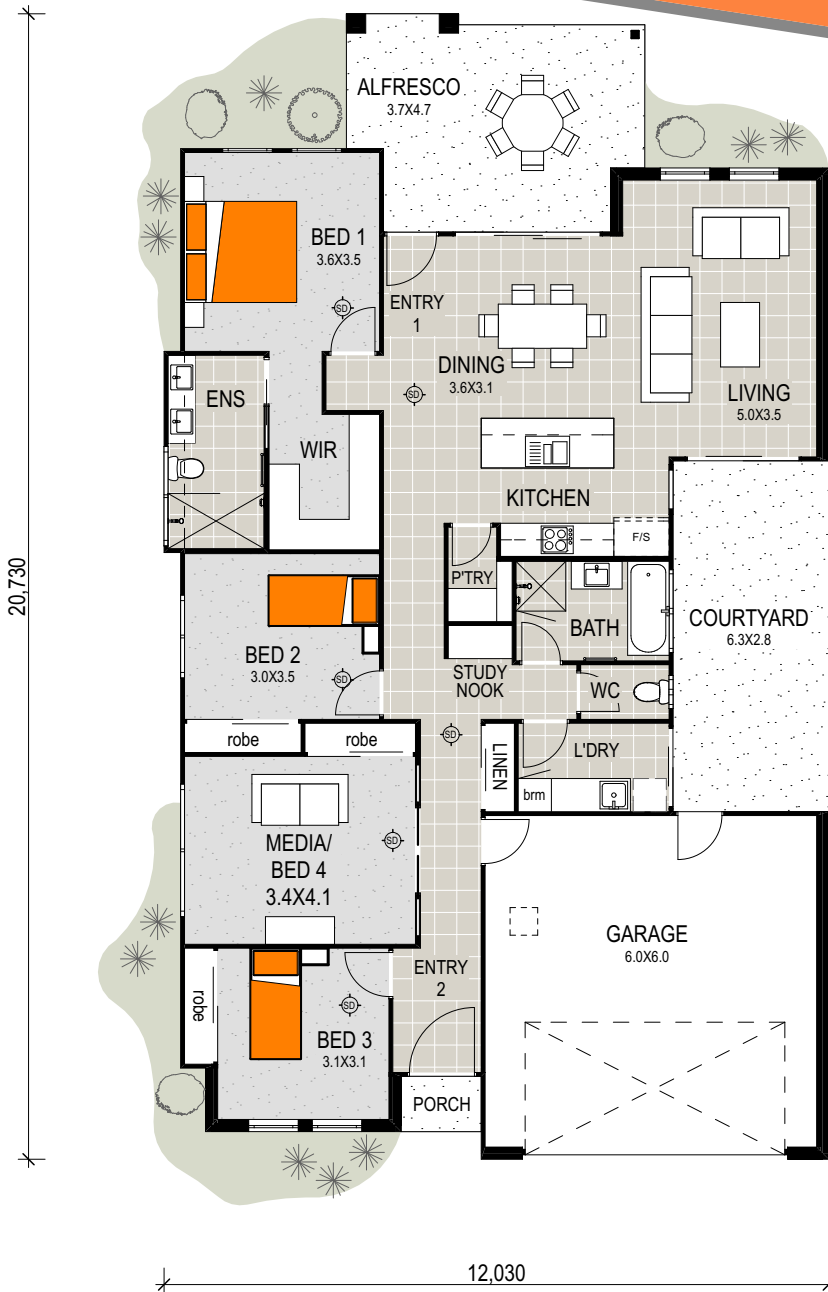 ALFRESCO
3.7X4.7
BED 1
3.6X3.5
SD
ENTRY
1
DINING
3.6X3.1
SD
LIVING
5.0X3.5
ENS
WIR
KITCHEN
F/S
P'TRY
BATH
COURTYARD
6.3X2.8
20,730
BED 2
3.0X3.5
SD
STUDY
NOOK
WC
robe
robe
SD
LINEN
L'DRY
brm
MEDIA/
BED 4
3.4X4.1
SD
GARAGE
6.0X6.0
ENTRY
2
robe
SD
BED 3
3.1X3.1
PORCH
12,030